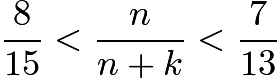 8/15 < n/(n+k) < 7/13